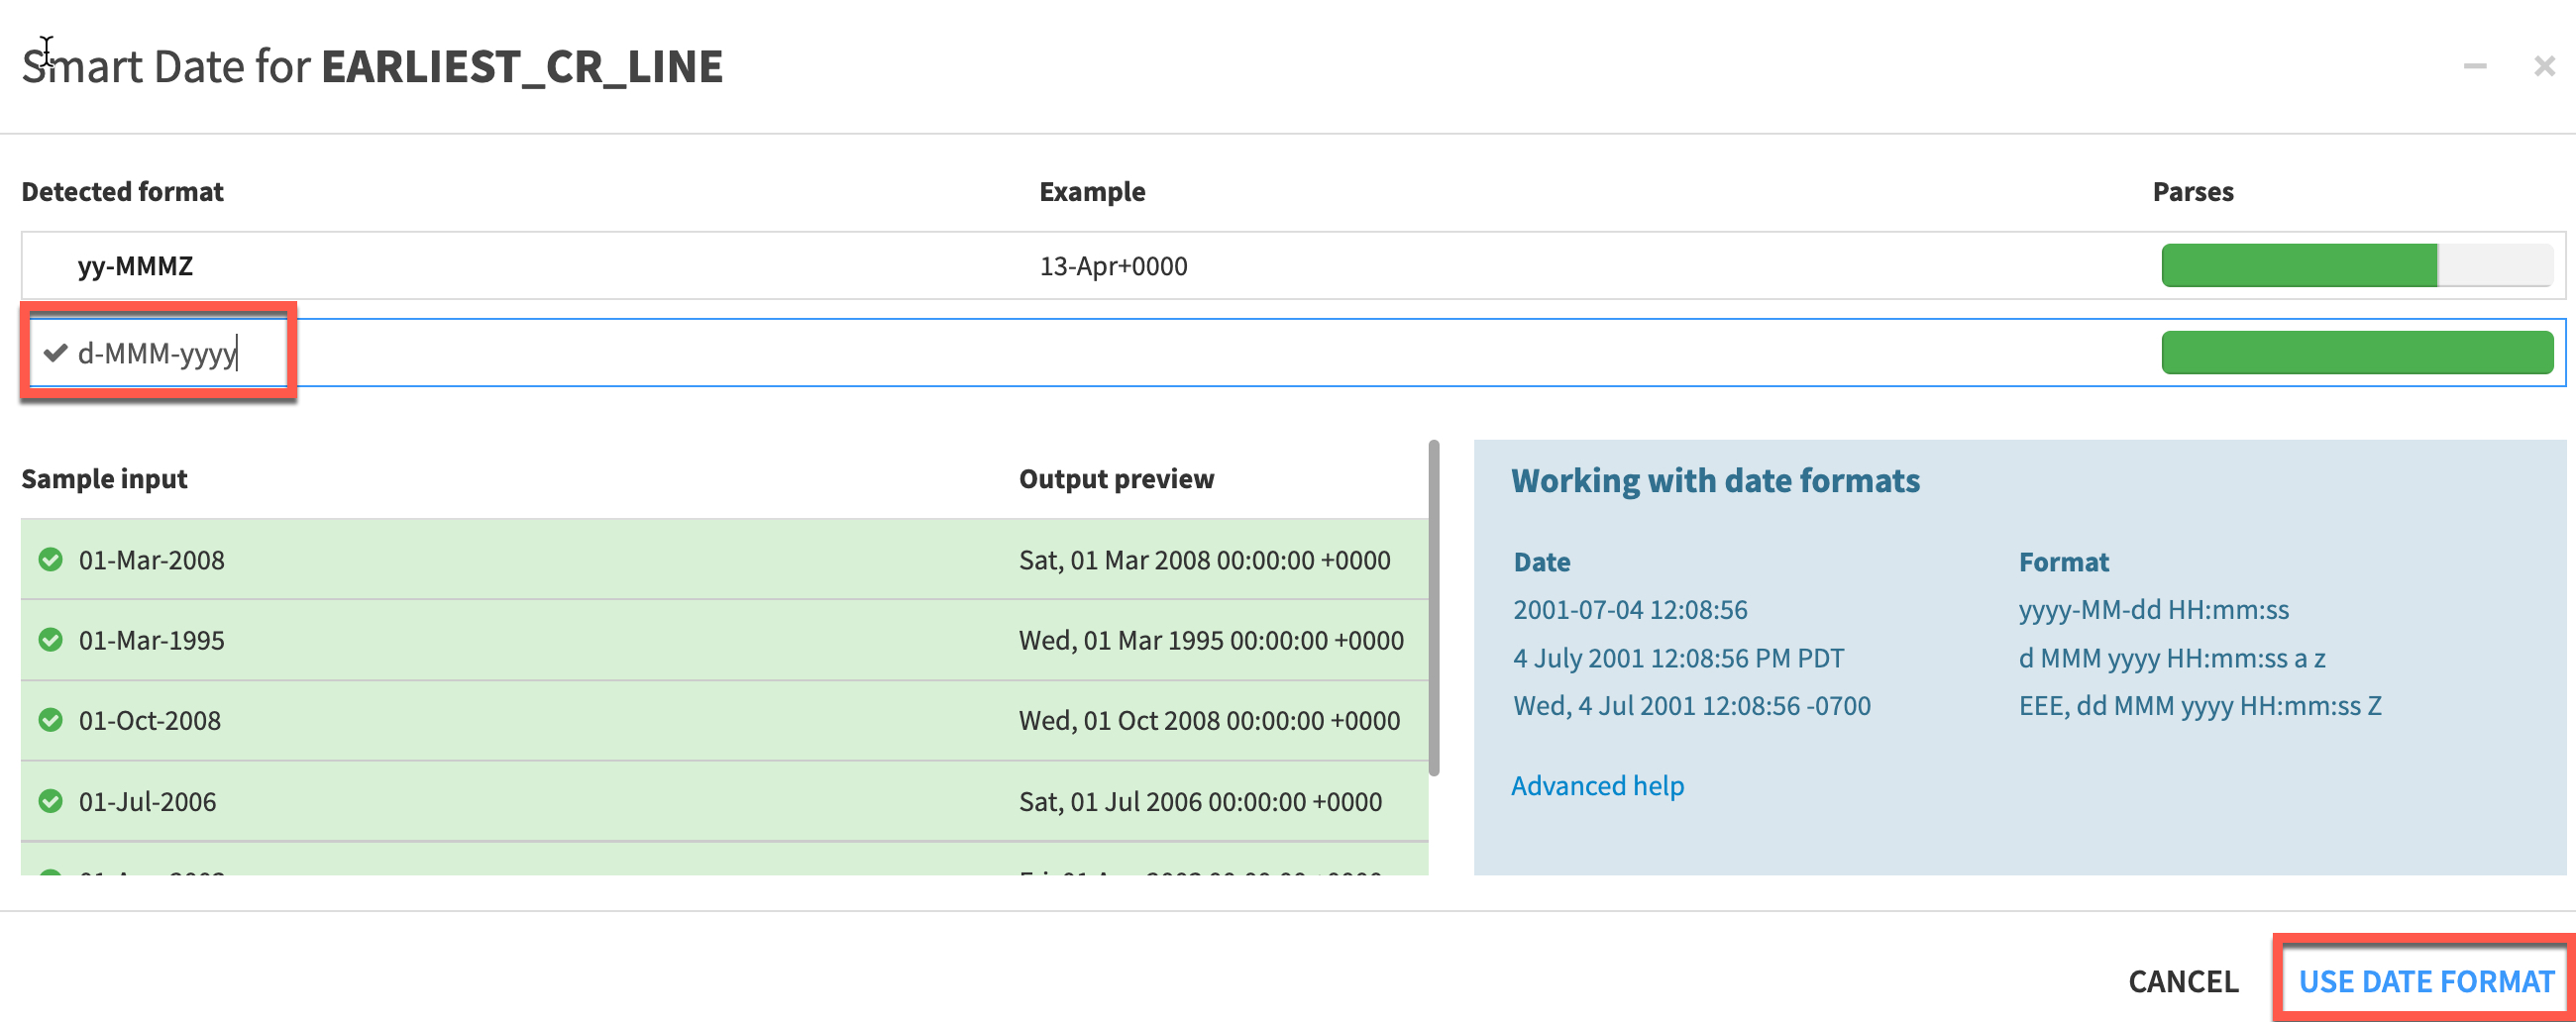 Smart Date for EARLIEST_CR_LINE
Detected format Example Parses
yy-MMMZ 13-Apr+0000
d-MMM-yyyy
Sample input Output preview
01-Mar-2008 Sat, 01 Mar 2008 00:00:00 +0000
01-Mar-1995 Wed, 01 Mar 1995 00:00:00 +0000
01-Oct-2008 Wed, 01 Oct 2008 00:00:00 +0000
01-Jul-2006 Sat, 01 Jul 2006 00:00:00 +0000
Working with date formats
Date Format
2001-07-04 12:08:56 yyyy-MM-dd HH:mm:ss
4 July 2001 12:08:56 PM PDT d MMM yyyy HH:mm:ss a z
Wed, 4 Jul 2001 12:08:56 -0700 EEE, dd MMM yyyy HH:mm:ss Z
Advanced help
CANCEL USE DATE FORMAT